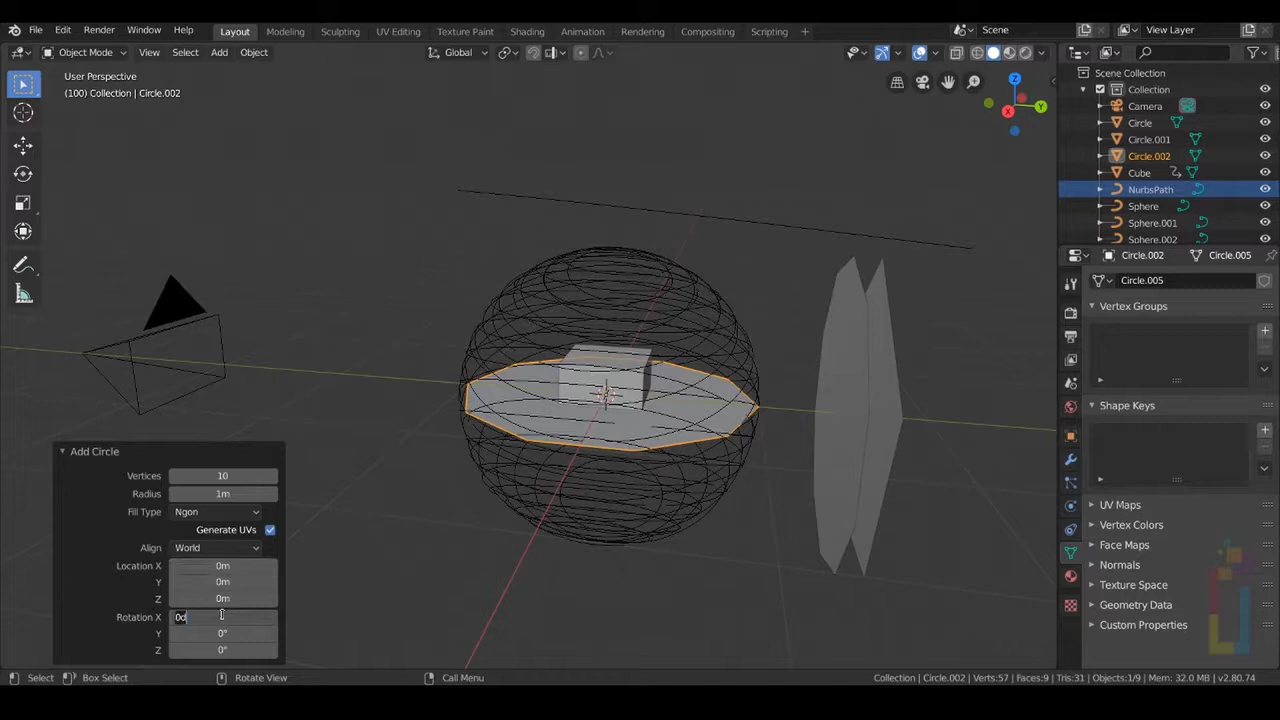 File Edit Render Window Help Layout Modeling Sculpting UV Editing Texture Paint Shading Animation Rendering Compositing Scripting + Scene View Layer
Object Mode View Select Add Object Global
User Perspective
(100) Collection | Circle.002
Scene Collection
Collection
Camera
Circle
Circle.001
Circle.002
Cube
NurbsPath
Sphere
Sphere.001
Sphere.002
Z
Y
X
Circle.002 Circle.005
Circle.005
Vertex Groups
Shape Keys
UV Maps
Vertex Colors
Face Maps
Normals
Texture Space
Geometry Data
Custom Properties
Add Circle
Vertices 10
Radius 1m
Fill Type Ngon
Generate UVs
Align World
Location X 0m
Y 0m
Z 0m
Rotation X 0d
Y 0°
Z 0°
Select Box Select Rotate View Call Menu Collection | Circle.002 | Verts:57 | Faces:9 | Tris:31 | Objects:1/9 | Mem: 32.0 MB | v2.80.74